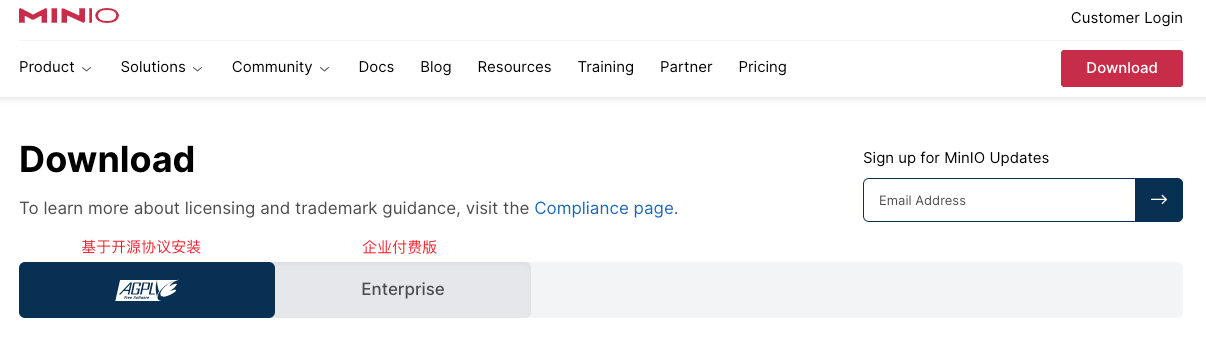 MINIO
Customer Login
Product Solutions Community Docs Blog Resources Training Partner Pricing Download
Download
Sign up for MinIO Updates
To learn more about licensing and trademark guidance, visit the Compliance page.
Email Address
基于开源协议安装 企业付费版
AGPL
Free Software
Enterprise